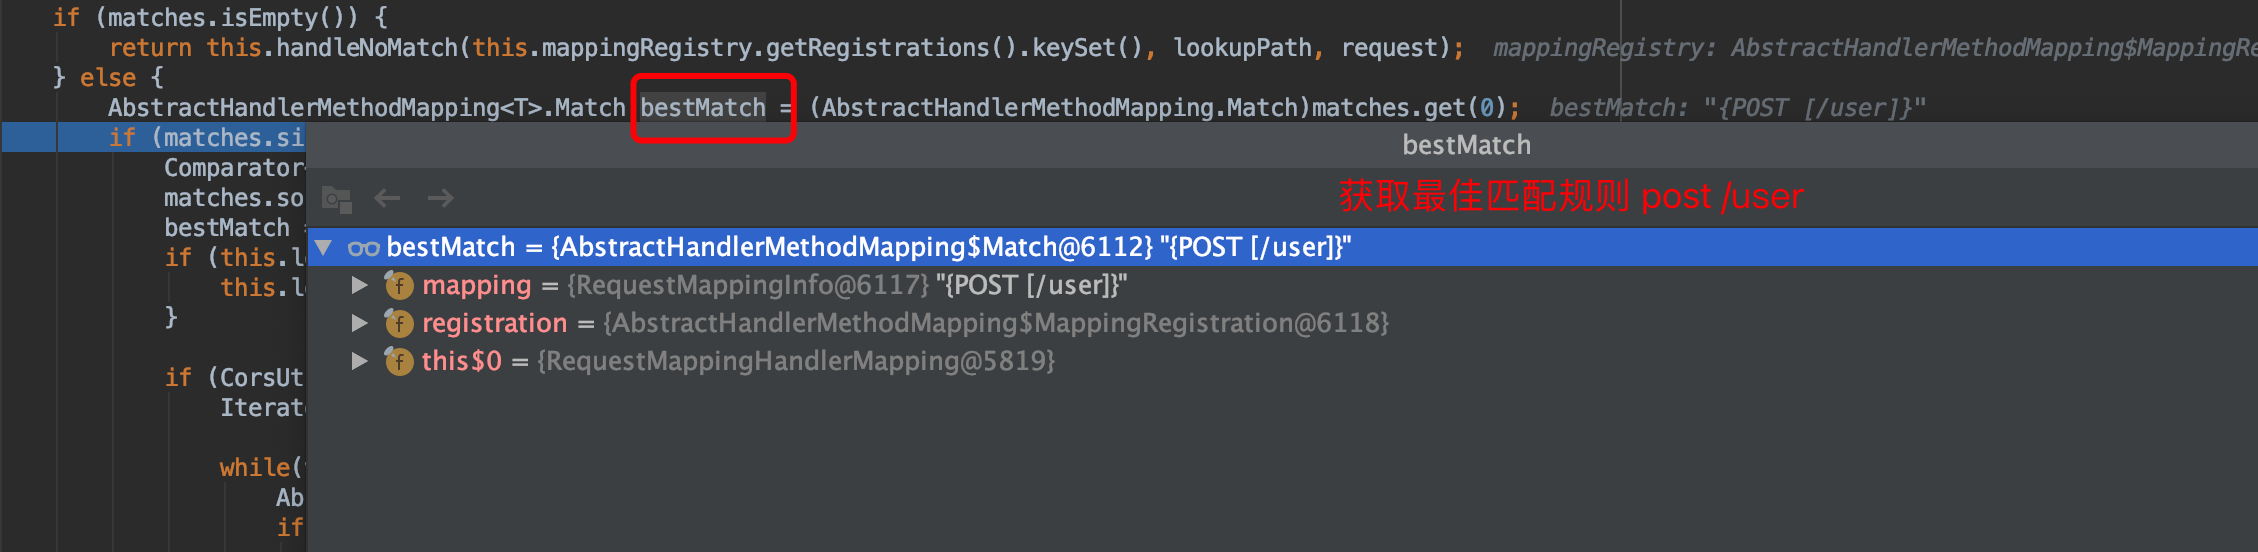 if (matches.isEmpty()) {
return this.handleNoMatch(this.mappingRegistry.getRegistrations().keySet(), lookupPath, request); mappingRegistry: AbstractHandlerMethodMapping$MappingRe
} else {
AbstractHandlerMethodMapping<T>.Match bestMatch = (AbstractHandlerMethodMapping.Match)matches.get(0); bestMatch: "{POST [/user]}"
if (matches.si
bestMatch
Comparator
matches.so
获取最佳匹配规则 post /user
bestMatch =
bestMatch = {AbstractHandlerMethodMapping$Match@6112} "{POST [/user]}"
if (this.l
mapping = {RequestMappingInfo@6117} "{POST [/user]}"
this.l
}
f registration = {AbstractHandlerMethodMapping$MappingRegistration@6118}
f this$0 = {RequestMappingHandlerMapping@5819}
if (CorsUt
Iterat
while(
Ab
if